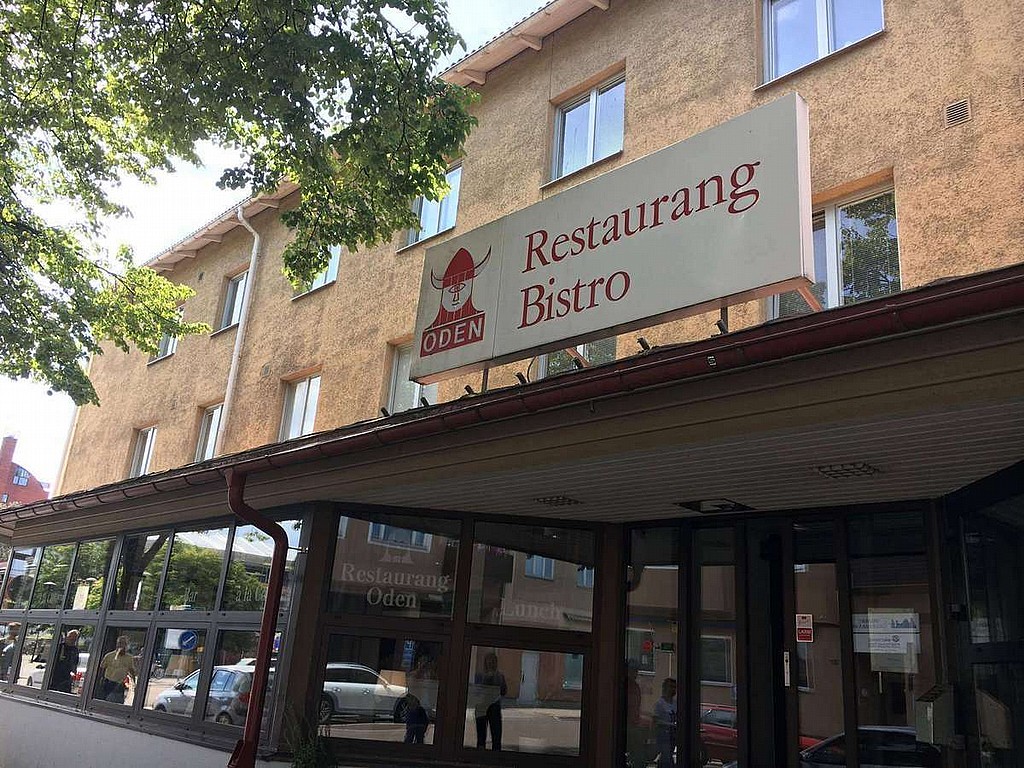 Restaurang
Bistro
ODEN
Restaurang
Oden
Lunch